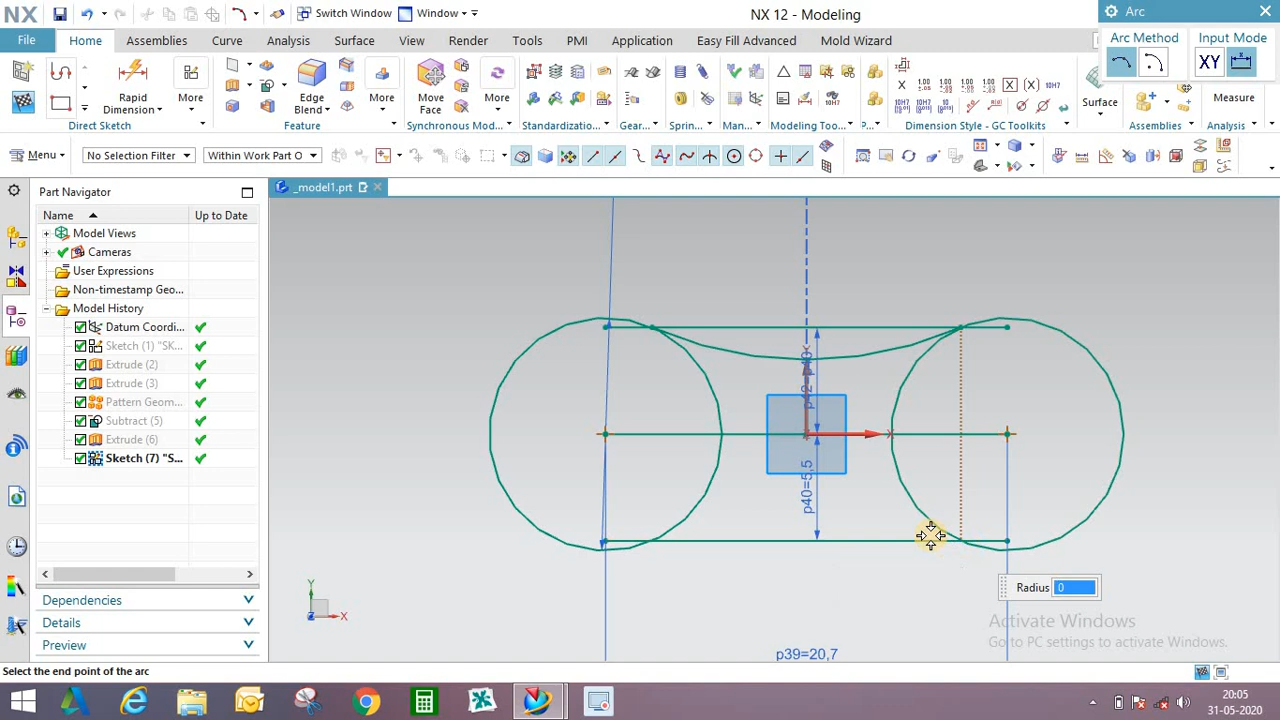 NX
Switch Window
Window
NX 12 - Modeling
Arc
File
Home
Assemblies
Curve
Analysis
Surface
View
Render
Tools
PMI
Application
Easy Fill Advanced
Mold Wizard
Arc Method
Input Mode
XY
Rapid Dimension
More
Edge Blend
More
Move Face
More
Surface
Measure
Direct Sketch
Feature
Synchronous Mod...
Standardizatio...
Gear...
Sprin...
Man...
Modeling Too...
P...
Dimension Style - GC Toolkits
Assemblies
Analysis
Menu
No Selection Filter
Within Work Part O
Part Navigator
_model1.prt
Name
Up to Date
Model Views
Cameras
User Expressions
Non-timestamp Geo...
Model History
Datum Coordi...
Sketch (1) "SK...
Extrude (2)
Extrude (3)
Pattern Geom...
Subtract (5)
Extrude (6)
Sketch (7) "S...
Dependencies
Details
Preview
p40=5,5
p39=20,7
X
Y
Z
X
Radius 0
Activate Windows
Go to PC settings to activate Windows.
Select the end point of the arc
20:05
31-05-2020